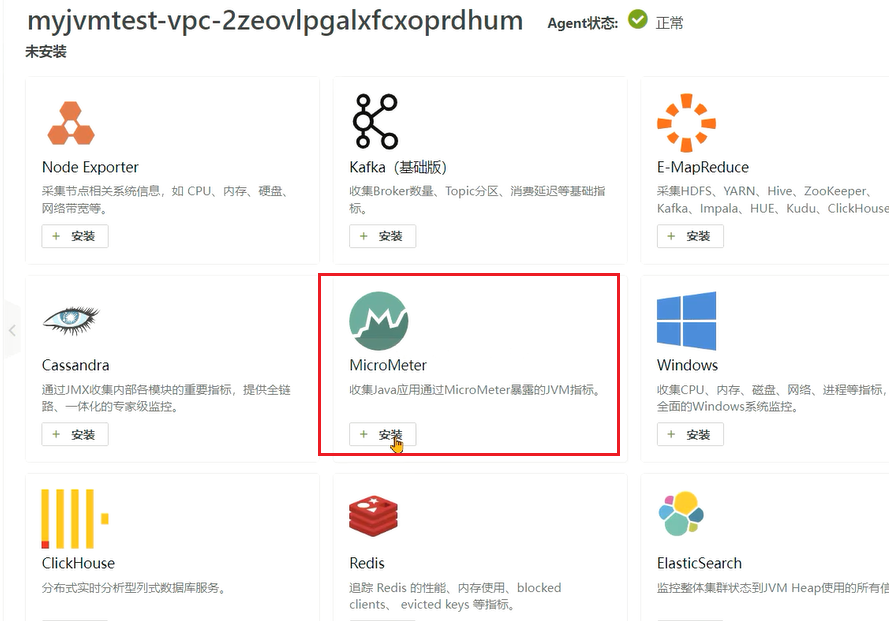 myjvmtest-vpc-2zeovlpgalxfcxoprdhum Agent状态: 正常
未安装
Node Exporter
采集节点相关系统信息，如 CPU、内存、硬盘、
网络带宽等。
+ 安装
Kafka（基础版）
收集Broker数量、Topic分区、消费延迟等基础指
标。
+ 安装
E-MapReduce
采集HDFS、YARN、Hive、ZooKeeper、
Kafka、Impala、HUE、Kudu、ClickHouse
+ 安装
Cassandra
通过JMX收集内部各模块的重要指标，提供全链
路、一体化的专家级监控。
+ 安装
MicroMeter
收集Java应用通过MicroMeter暴露的JVM指标。
+ 安装
Windows
收集CPU、内存、磁盘、网络、进程等指标，
全面的Windows系统监控。
+ 安装
ClickHouse
分布式实时分析型列式数据库服务。
Redis
追踪 Redis 的性能、内存使用、blocked
clients、 evicted keys 等指标。
ElasticSearch
监控整体集群状态到JVM Heap使用的所有信